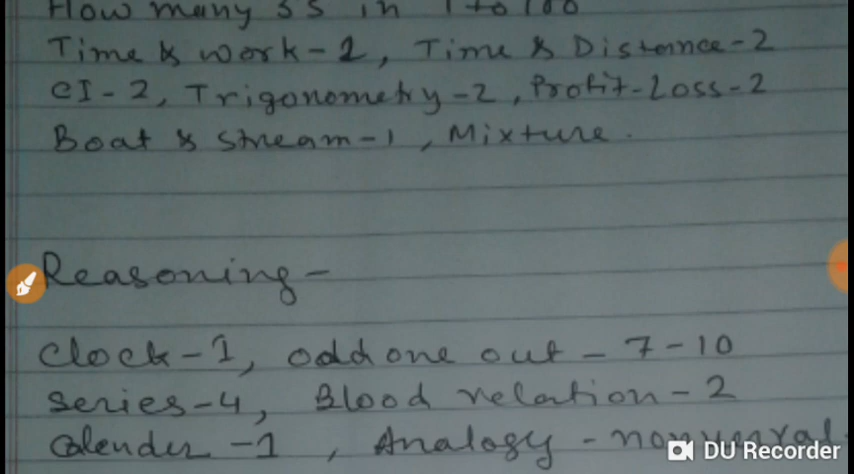 How many 5s in 1 to 100
Time & work-2, Time & Distance-2
CI-2, Trigonometry-2, Profit-Loss-2
Boat & stream-1, Mixture.
Reasoning-
Clock-1, odd one out - 7-10
Series-4, Blood relation-2
Calender -1, Analogy -
DU Recorder